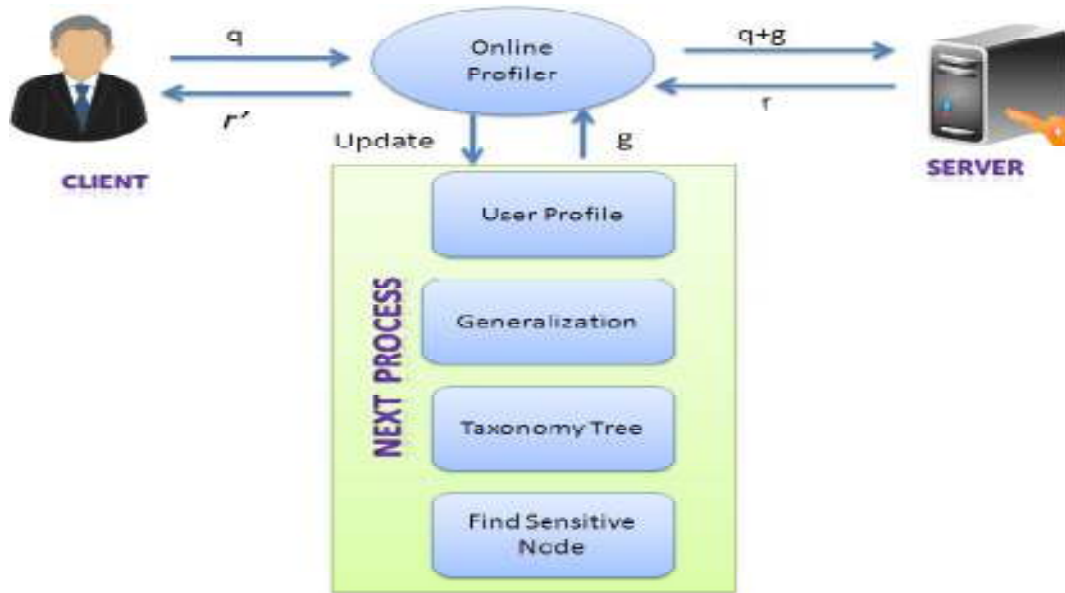 q
Online
Profiler
q+g
r'
r
Update
g
CLIENT
SERVER
NEXT PROCESS
User Profile
Generalization
Taxonomy Tree
Find Sensitive
Node